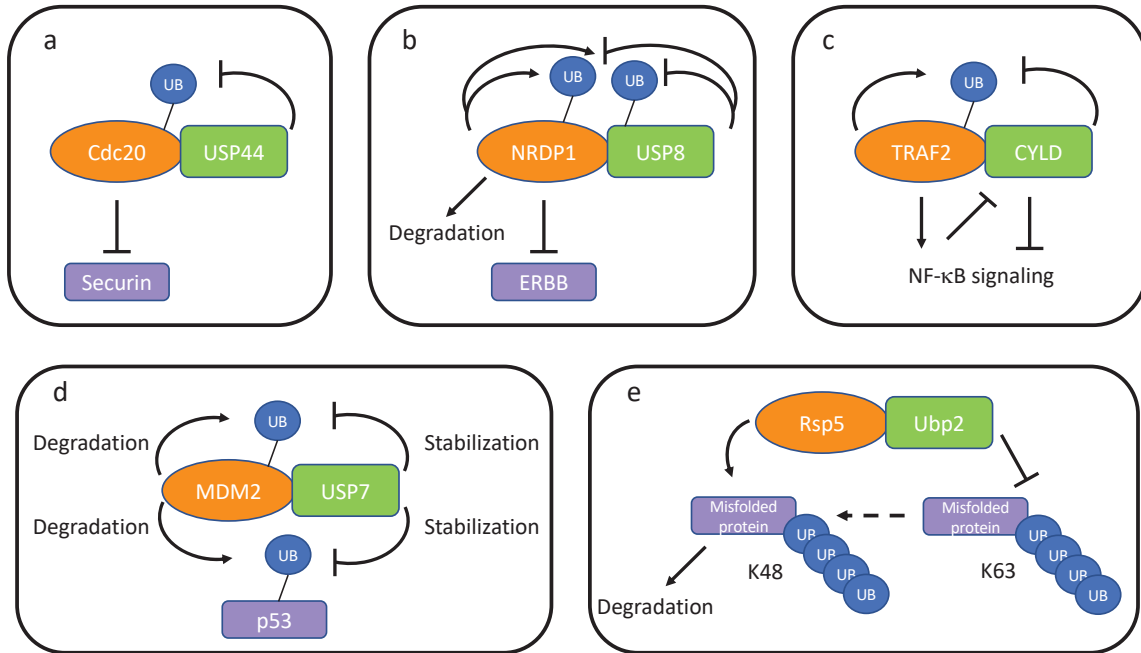 a
UB
Cdc20
USP44
Securin
b
UB
UB
NRDP1
USP8
Degradation
ERBB
c
UB
TRAF2
CYLD
NF-κB signaling
d
UB
Degradation
Stabilization
MDM2
USP7
Degradation
Stabilization
UB
p53
e
Rsp5
Ubp2
Misfolded
protein
UB
UB
UB
UB
K48
Misfolded
protein
UB
UB
UB
UB
K63
Degradation